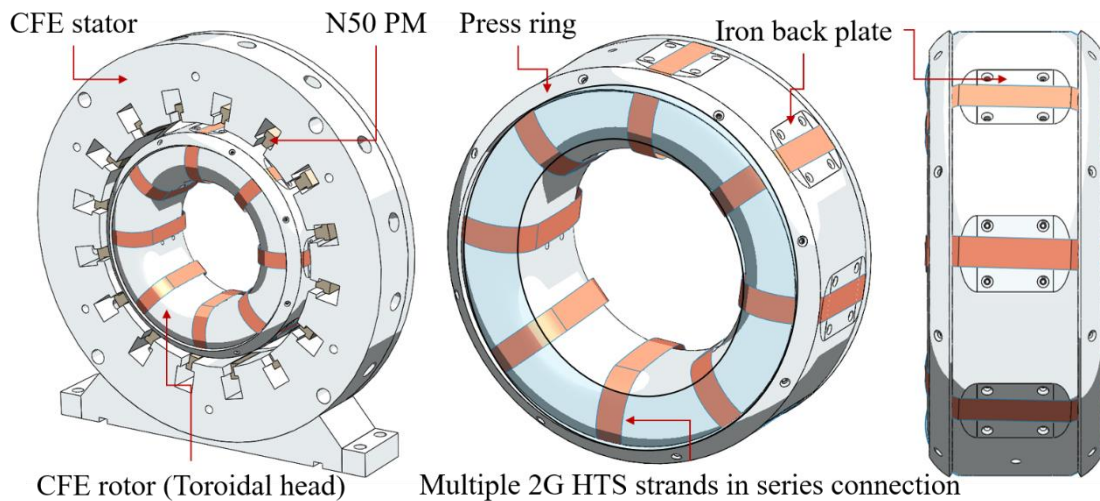 CFE stator
N50 PM
Press ring
Iron back plate
CFE rotor (Toroidal head)
Multiple 2G HTS strands in series connection